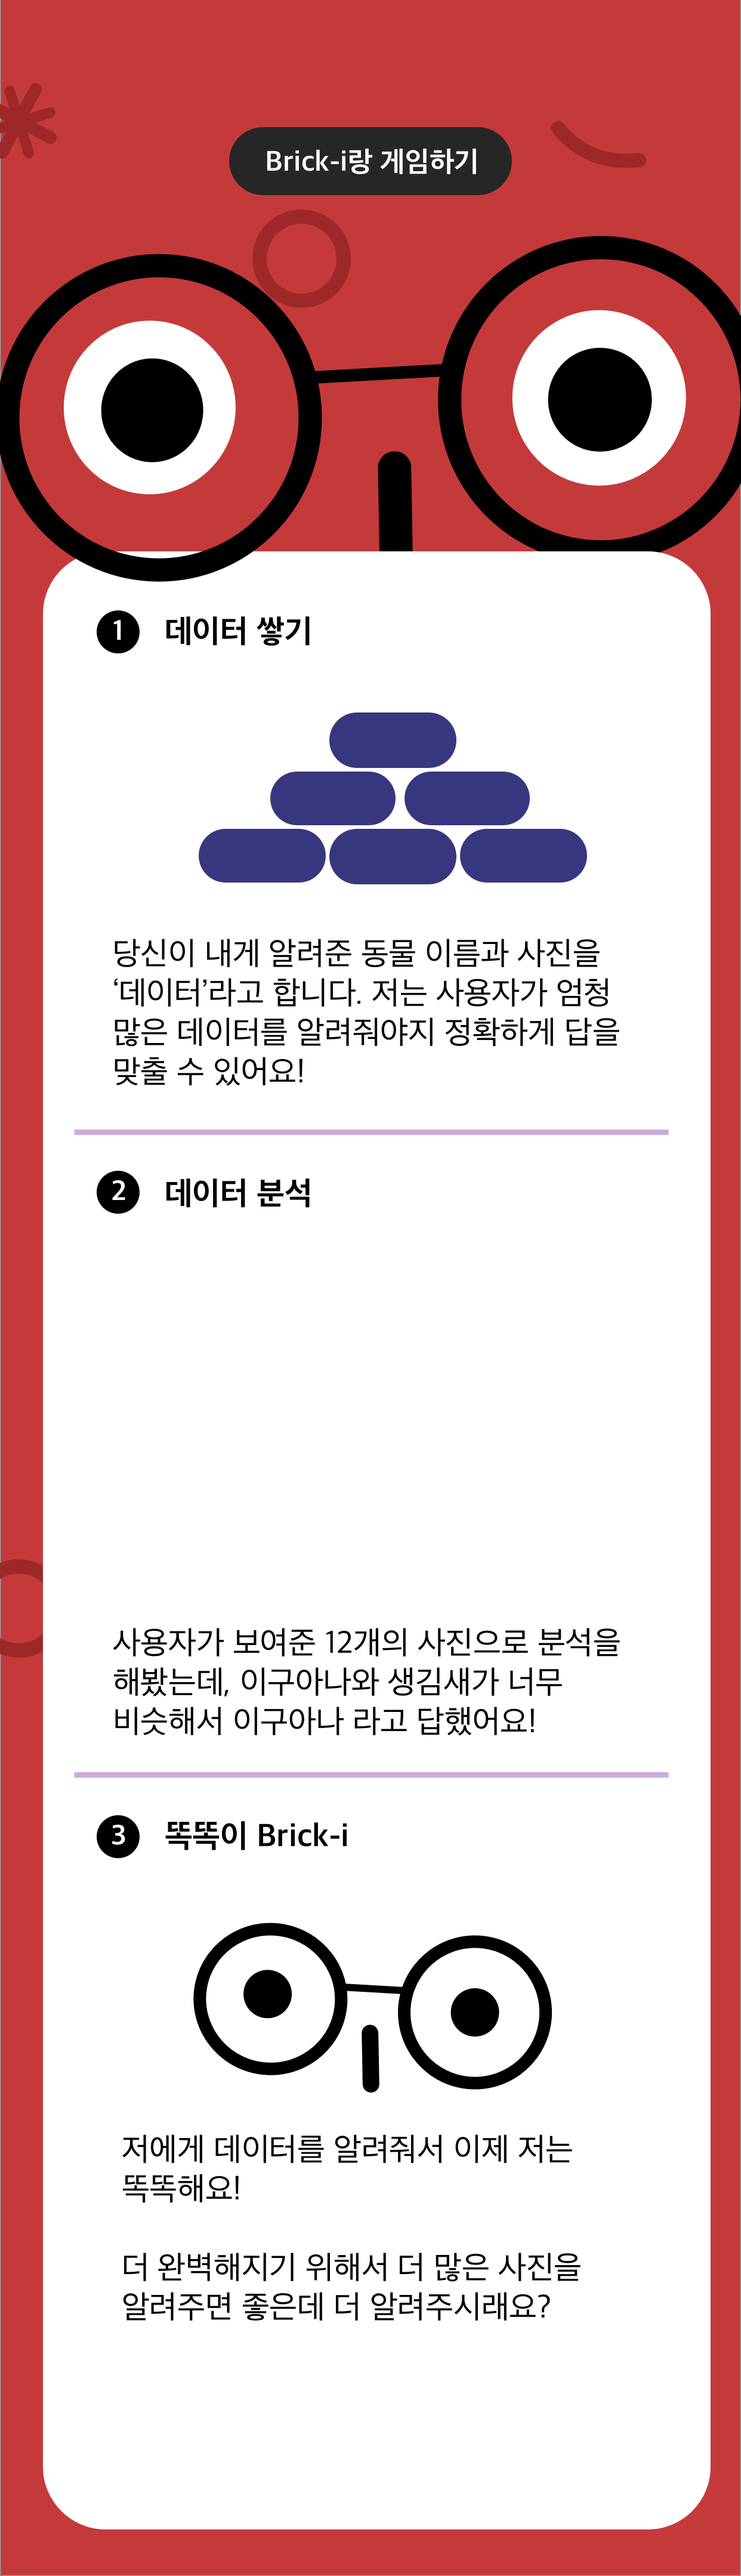 Brick-i랑 게임하기
1 데이터 쌓기
당신이 내게 알려준 동물 이름과 사진을
‘데이터’라고 합니다. 저는 사용자가 엄청
많은 데이터를 알려줘야지 정확하게 답을
맞출 수 있어요!
2 데이터 분석
사용자가 보여준 12개의 사진으로 분석을
해봤는데, 이구아나와 생김새가 너무
비슷해서 이구아나 라고 답했어요!
3 똑똑이 Brick-i
저에게 데이터를 알려줘서 이제 저는
똑똑해요!
더 완벽해지기 위해서 더 많은 사진을
알려주면 좋은데 더 알려주시래요?